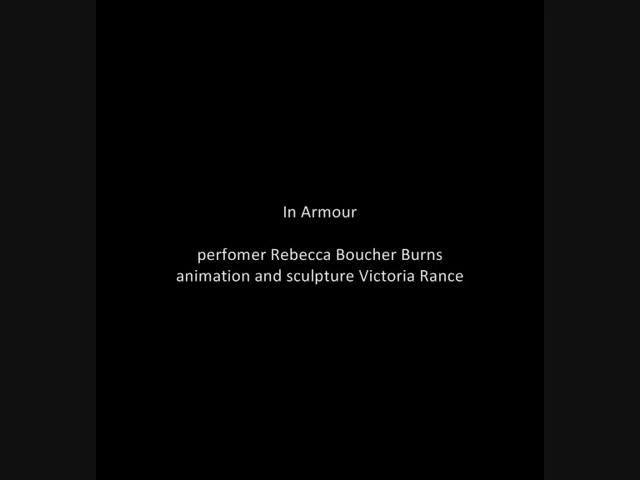 In Armour
perfomer Rebecca Boucher Burns
animation and sculpture Victoria Rance